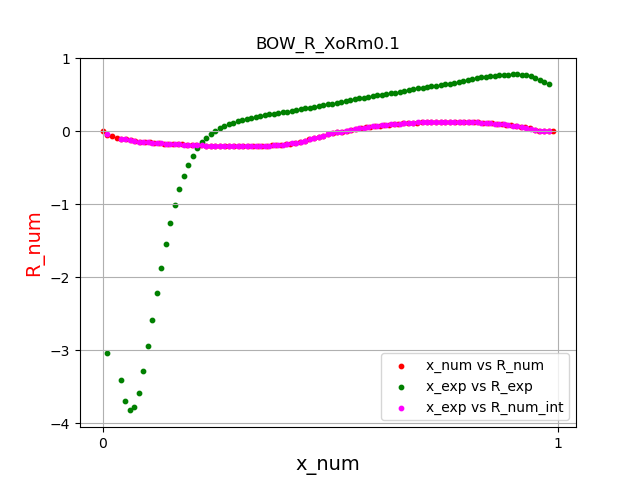 BOW_R_XoRm0.1
1
0
−1
−2
−3
−4
R_num
x_num vs R_num
x_exp vs R_exp
x_exp vs R_num_int
0
1
x_num